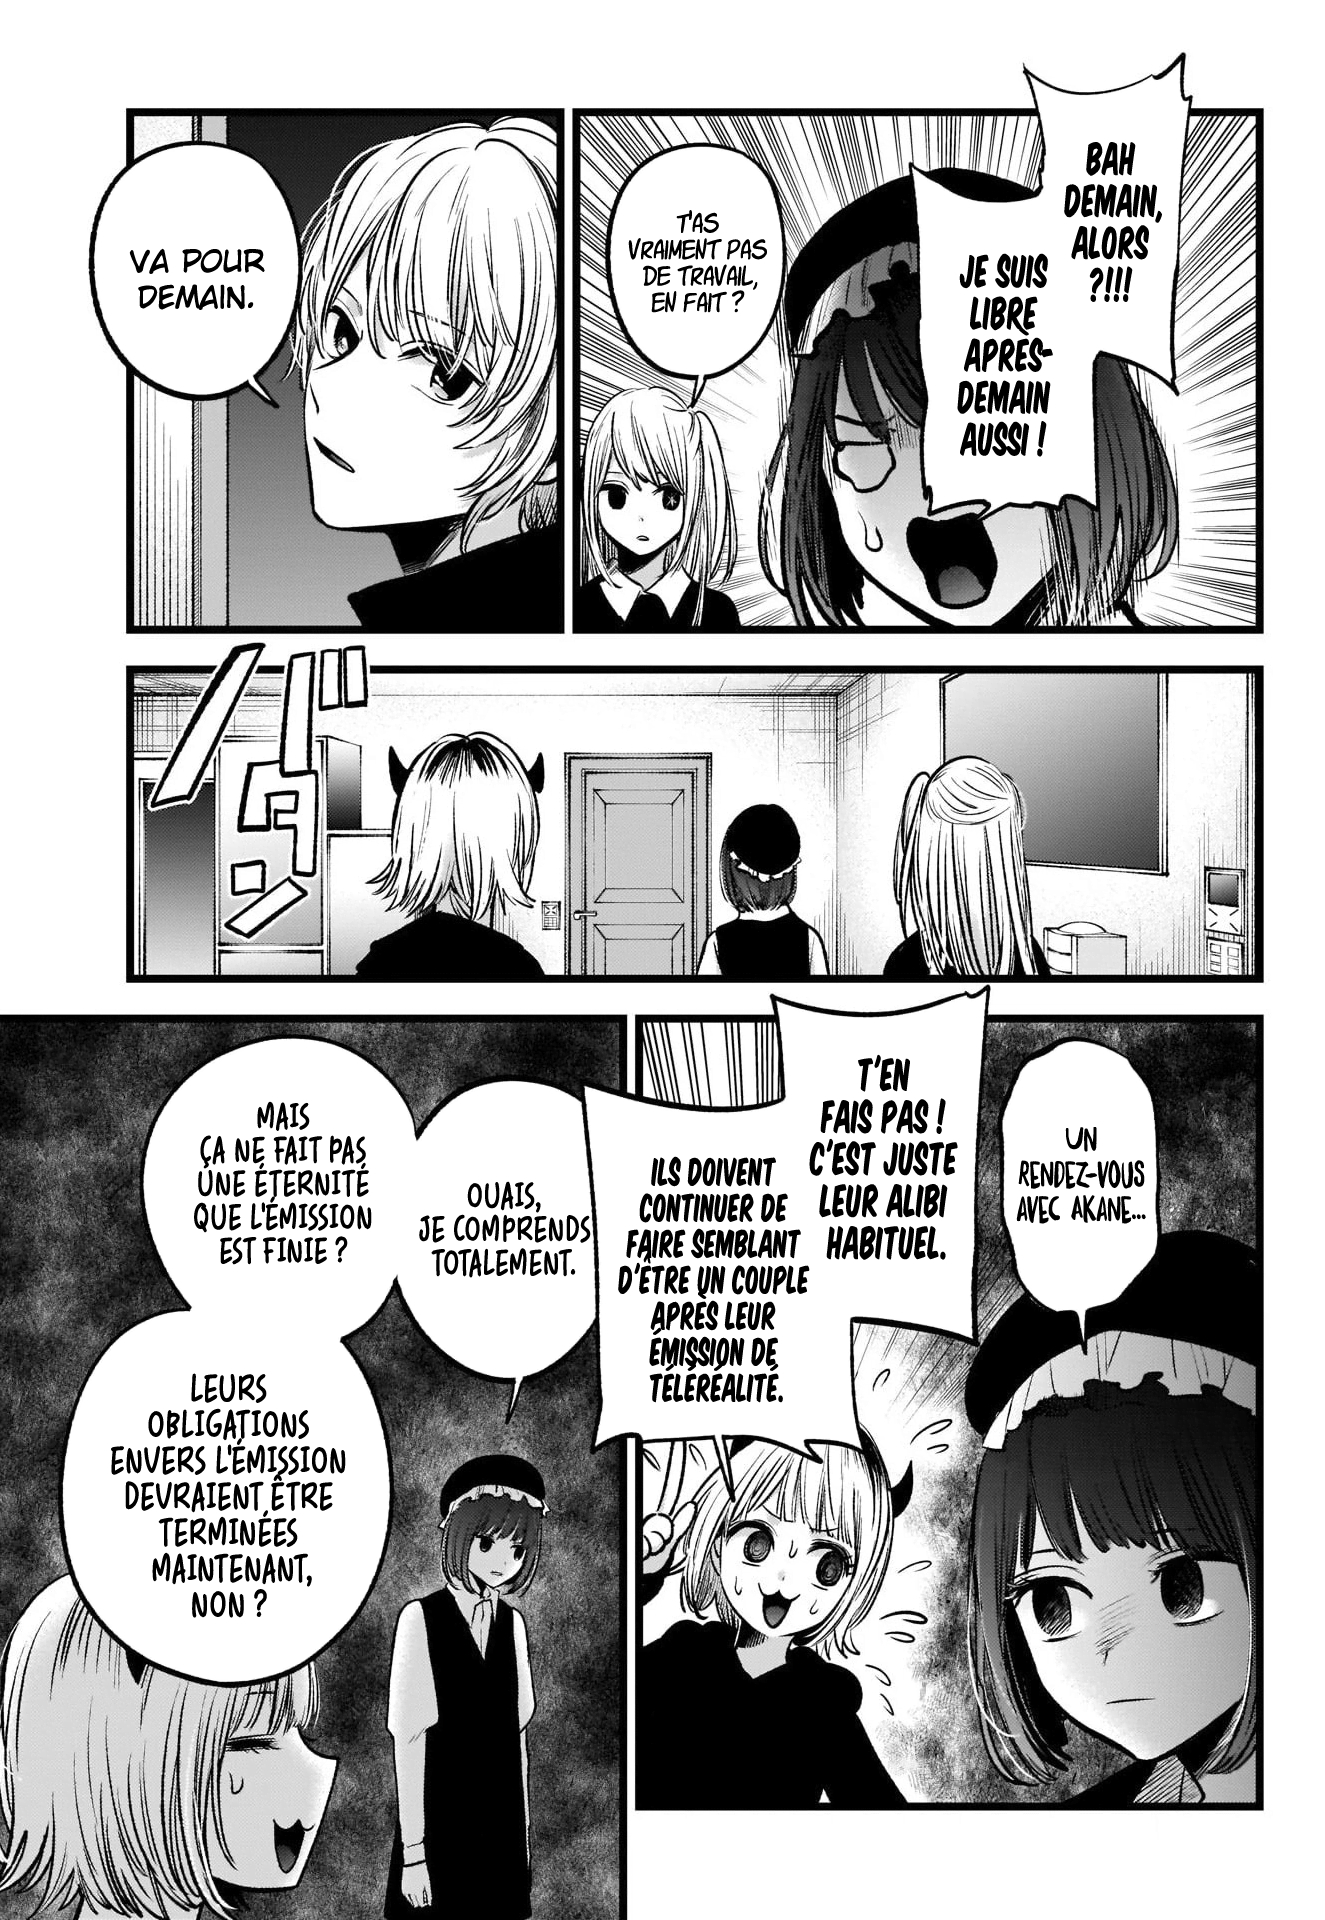 BAH
DEMAIN,
ALORS
?!!!
JE SUIS
LIBRE
APRÈS-
DEMAIN
AUSSI !
T'AS
VRAIMENT PAS
DE TRAVAIL,
EN FAIT ?
VA POUR
DEMAIN.
バタン
UN
RENDEZ-VOUS
AVEC AKANE...
T'EN
FAIS PAS !
C'EST JUSTE
LEUR ALIBI
HABITUEL.
ILS DOIVENT
CONTINUER DE
FAIRE SEMBLANT
D'ÊTRE UN COUPLE
APRÈS LEUR
ÉMISSION DE
TÉLÉRÉALITÉ.
OUAIS,
JE COMPRENDS
TOTALEMENT.
MAIS
ÇA NE FAIT PAS
UNE ÉTERNITÉ
QUE L'ÉMISSION
EST FINIE ?
LEURS
OBLIGATIONS
ENVERS L'ÉMISSION
DEVRAIENT ÊTRE
TERMINÉES
MAINTENANT,
NON ?